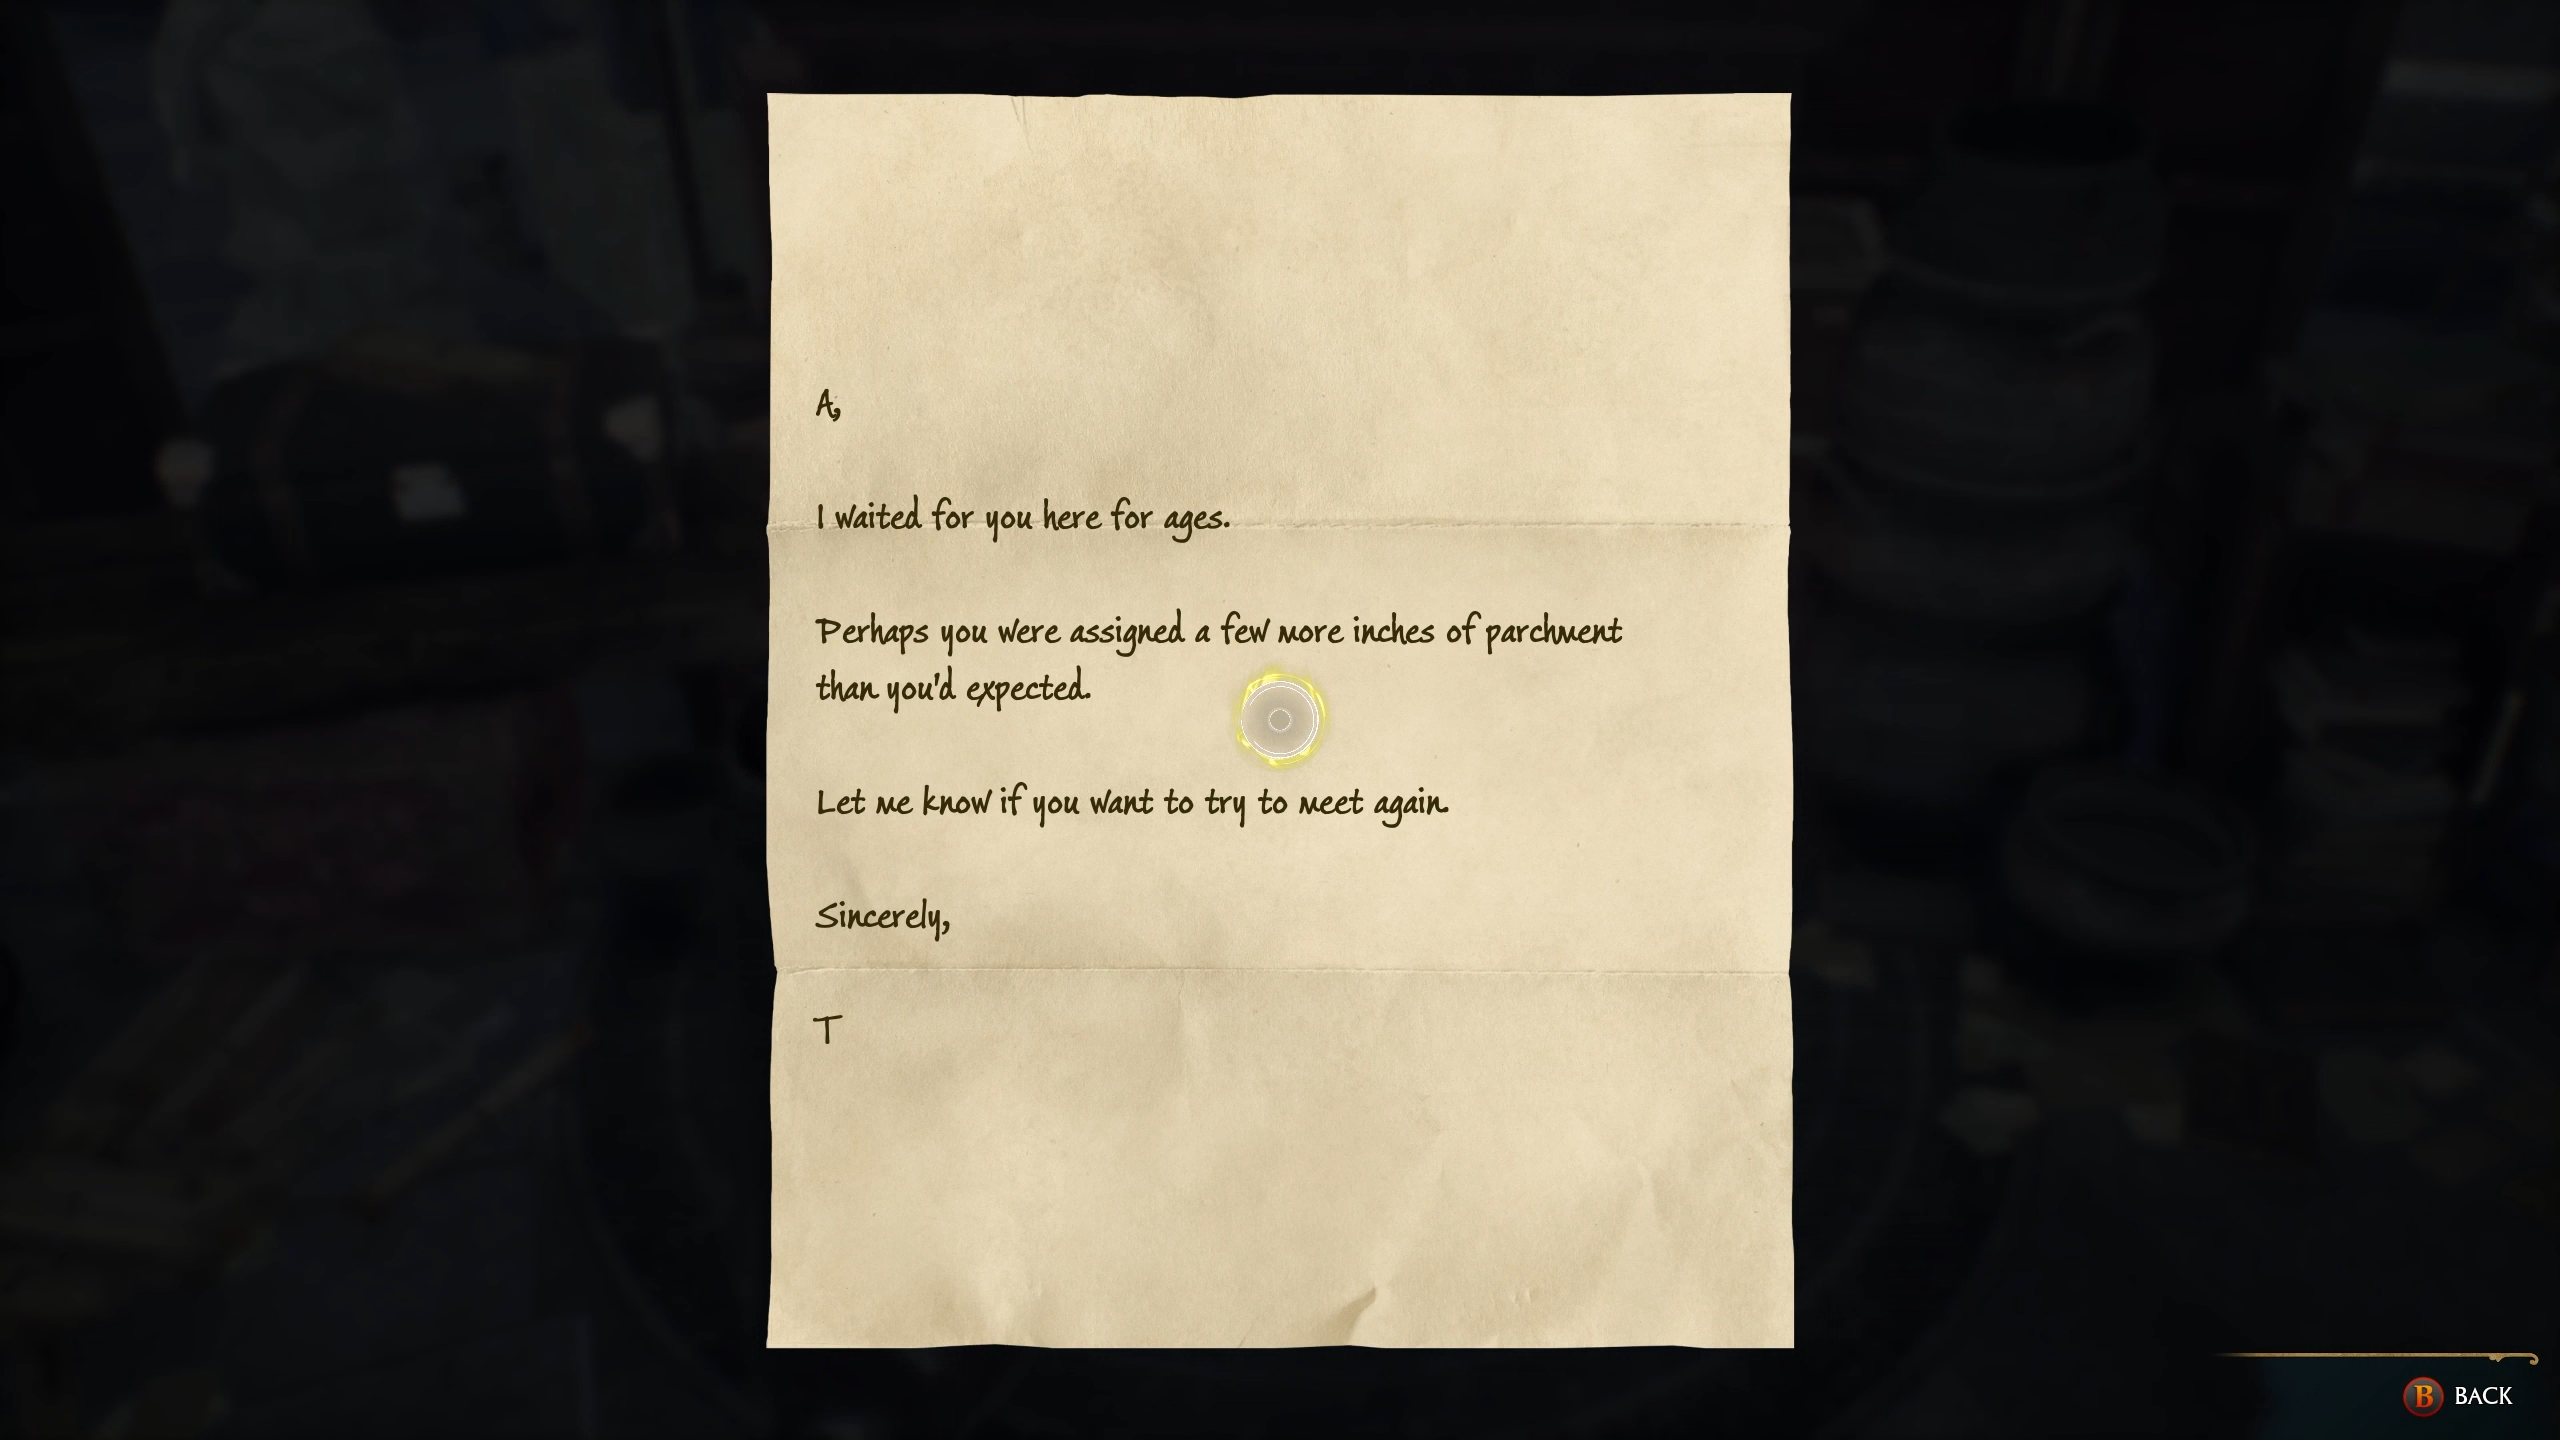 A,
I waited for you here for ages.
Perhaps you were assigned a few more inches of parchment
than you'd expected.
Let me know if you want to try to meet again.
Sincerely,
T
B BACK